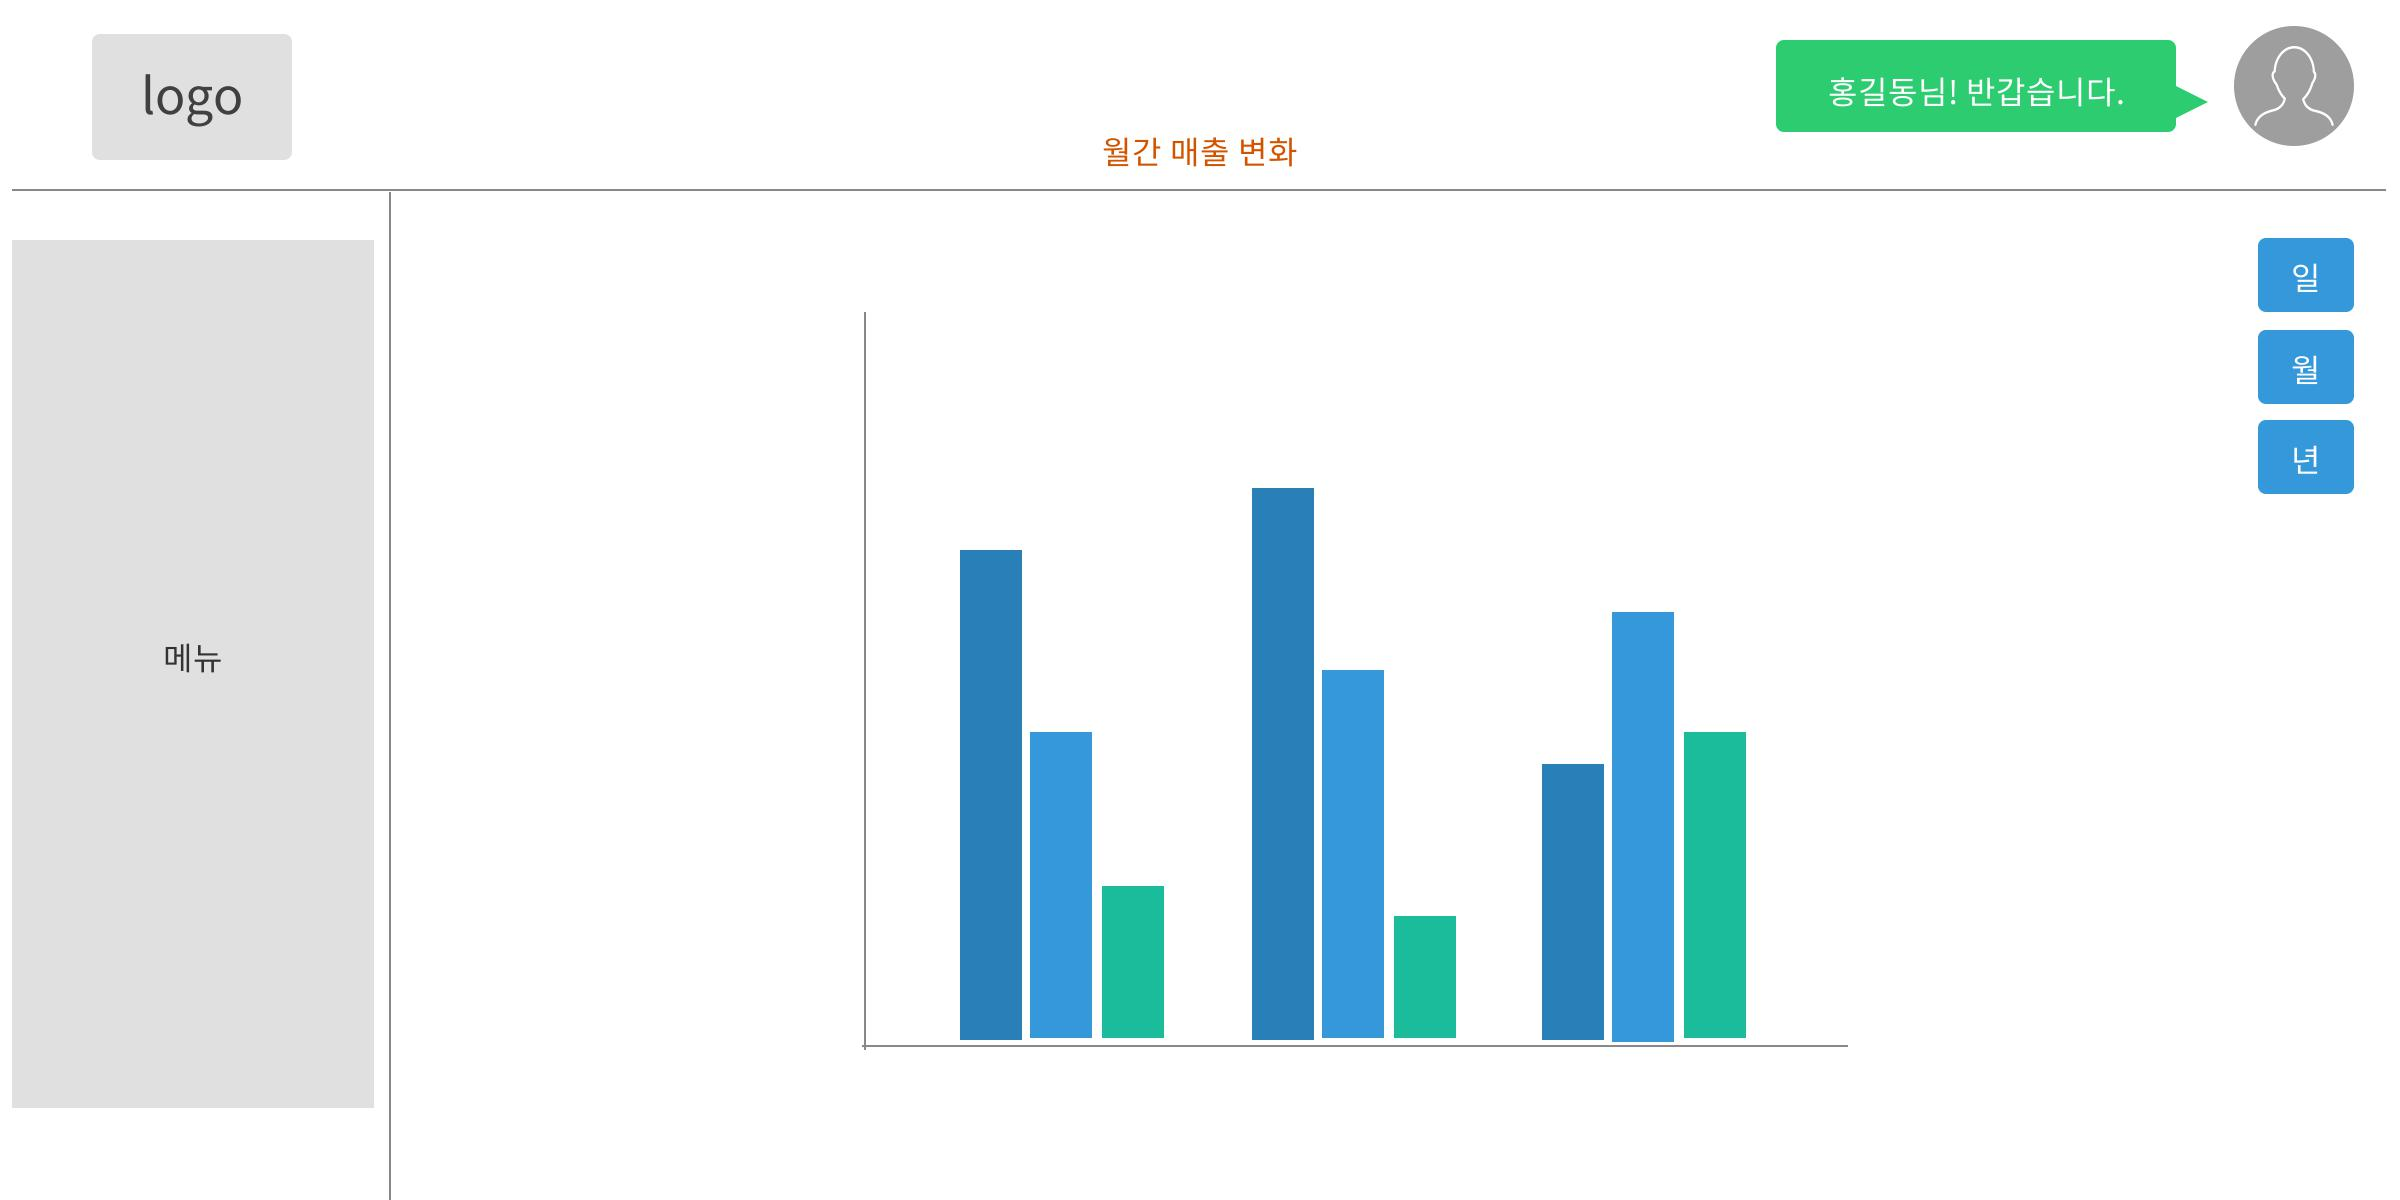 logo
홍길동님! 반갑습니다.
월간 매출 변화
일
월
년
메뉴